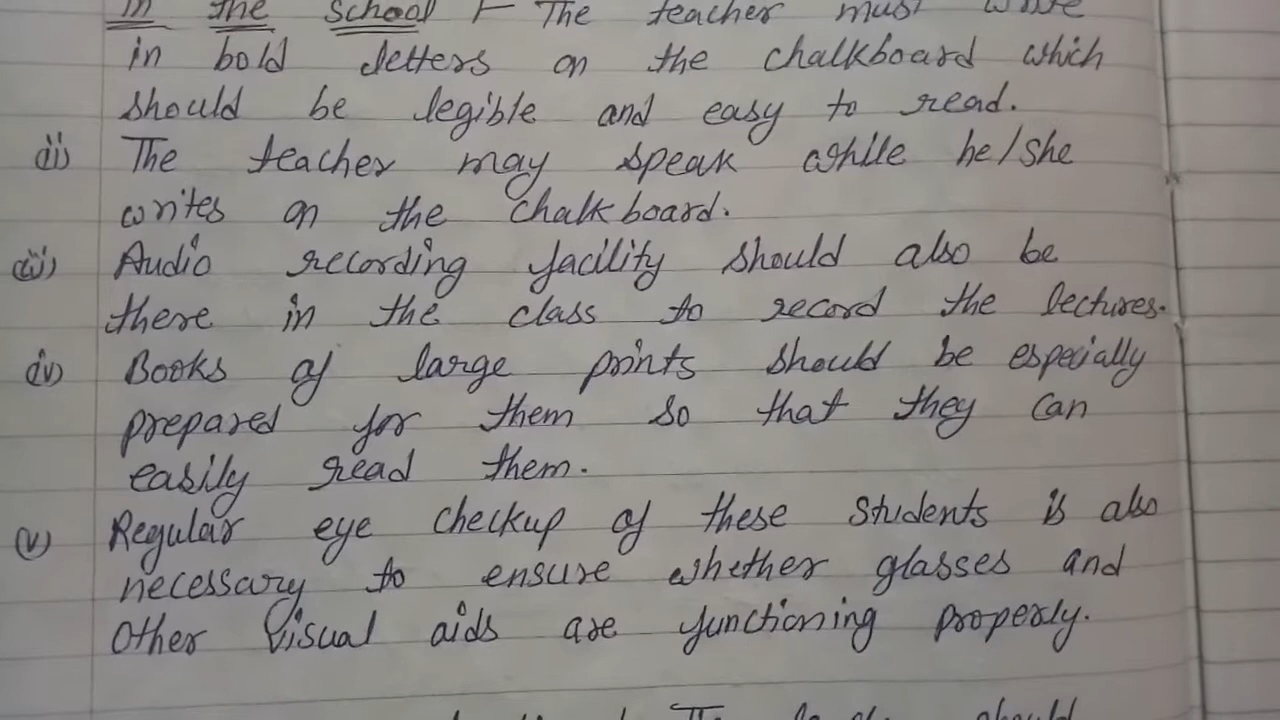 in the School :- The teacher must write
in bold letters on the chalkboard which
should be legible and easy to read.
(ii) The teacher may speak while he/she
writes on the chalkboard.
(iii) Audio recording facility should also be
there in the class to record the lectures.
(iv) Books of large prints should be especially
prepared for them so that they can
easily read them.
(v) Regular eye checkup of these students is also
necessary to ensure whether glasses and
other visual aids are functioning properly.
should